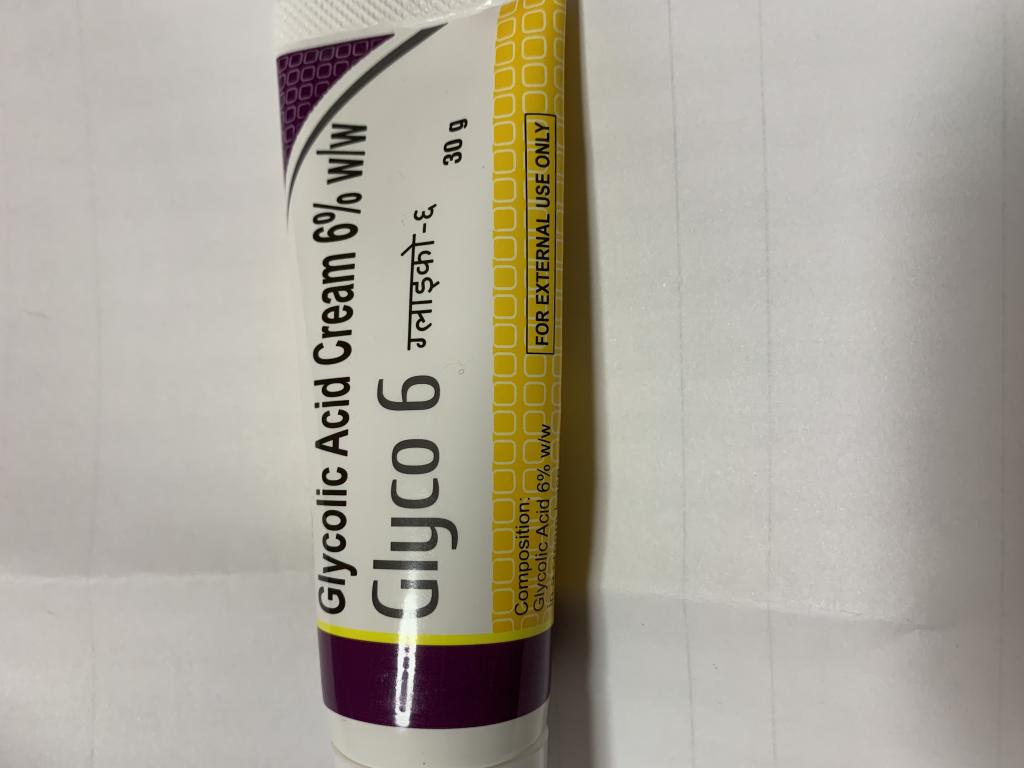 Glycolic Acid Cream 6% w/w
Glyco 6 ग्लाइको-६
30 g
FOR EXTERNAL USE ONLY
Composition:
Glycolic Acid 6% w/w